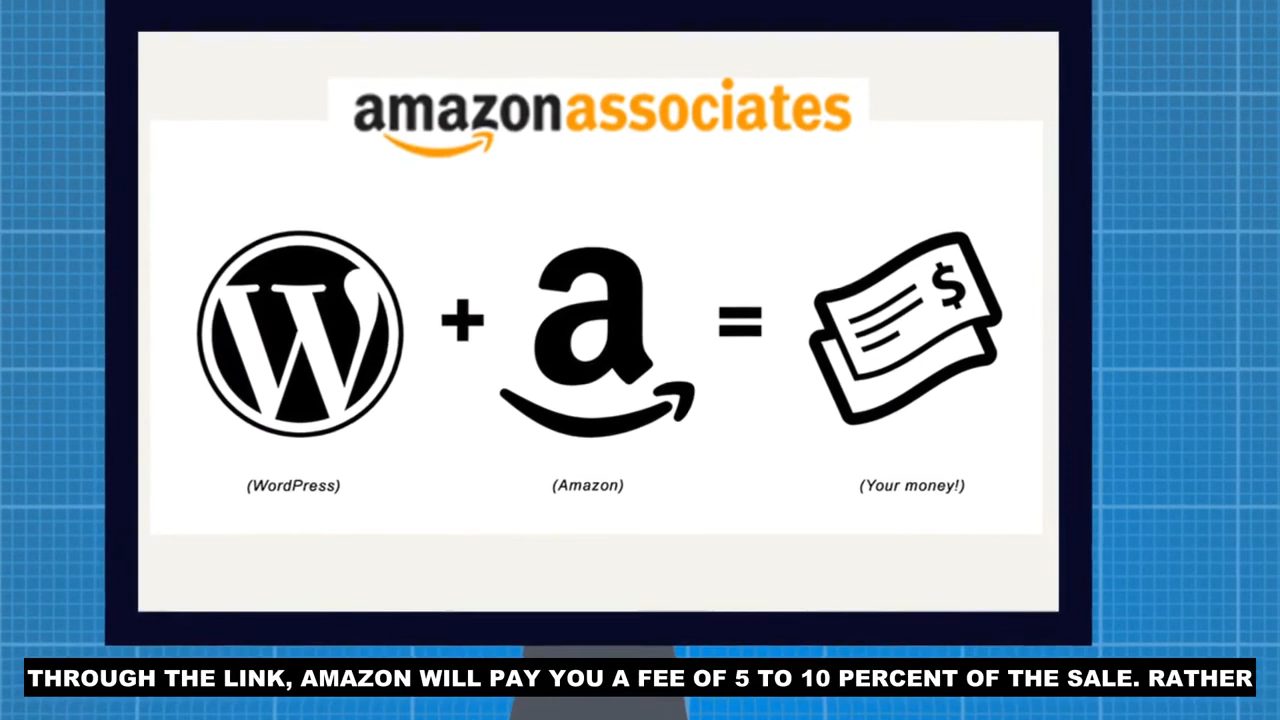 amazonassociates
W + a = $
(WordPress) (Amazon) (Your money!)
THROUGH THE LINK, AMAZON WILL PAY YOU A FEE OF 5 TO 10 PERCENT OF THE SALE. RATHER